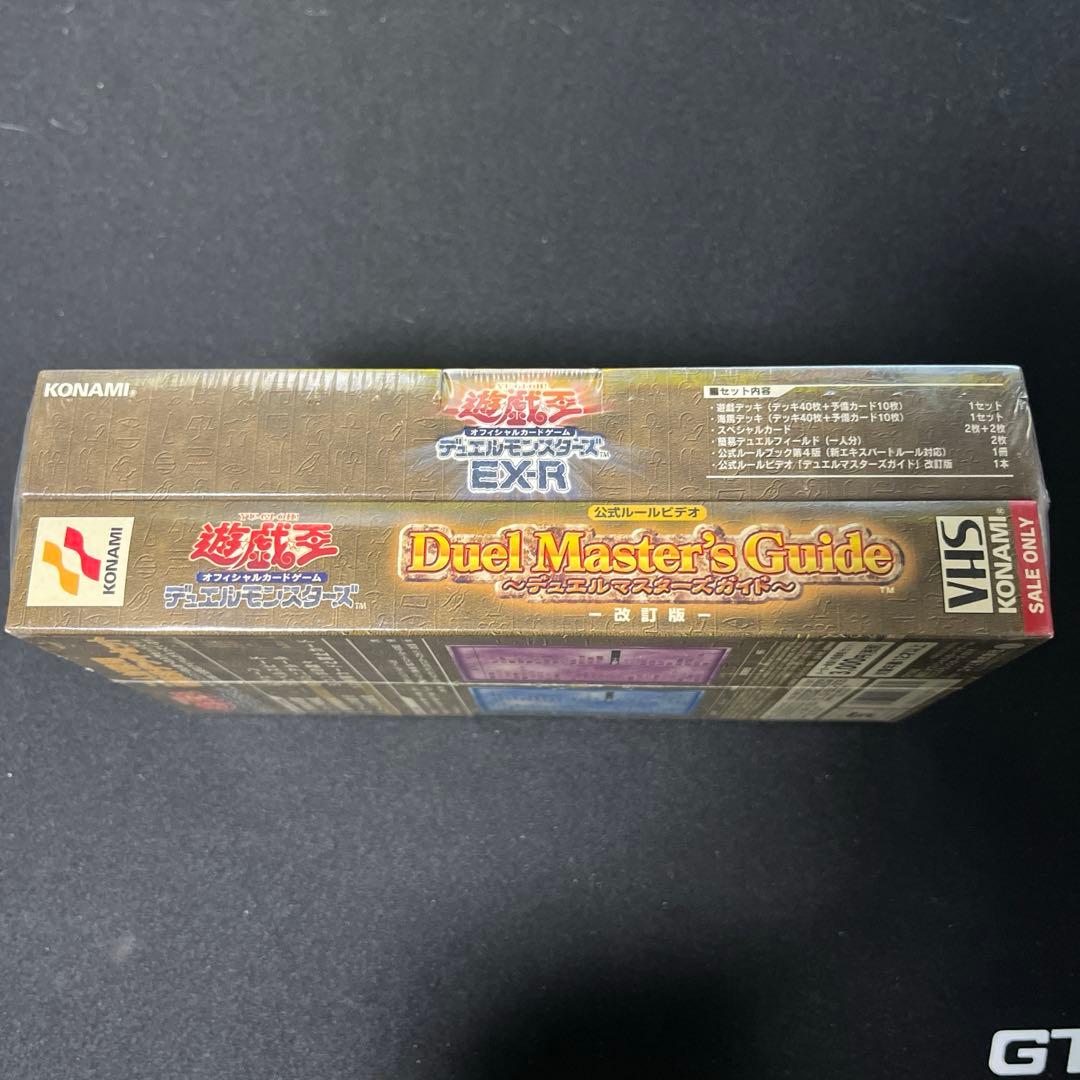 KONAMI®
YU-GI-OH!
遊戯王
オフィシャルカードゲーム
デュエルモンスターズ™
EX-R
■セット内容
・遊戯デッキ（デッキ40枚＋予備カード10枚） 1セット
・海馬デッキ（デッキ40枚＋予備カード10枚） 1セット
・スペシャルカード 2枚＋2枚
・簡易デュエルフィールド（一人分） 2枚
・公式ルールブック第4版（新エキスパートルール対応） 1冊
・公式ルールビデオ「デュエルマスターズガイド」改訂版 1本
KONAMI
YU-GI-OH!
遊戯王
オフィシャルカードゲーム
デュエルモンスターズ™
公式ルールビデオ
Duel Master's Guide
～デュエルマスターズガイド～
™
－改訂版－
VHS
KONAMI®
SALE ONLY
GT